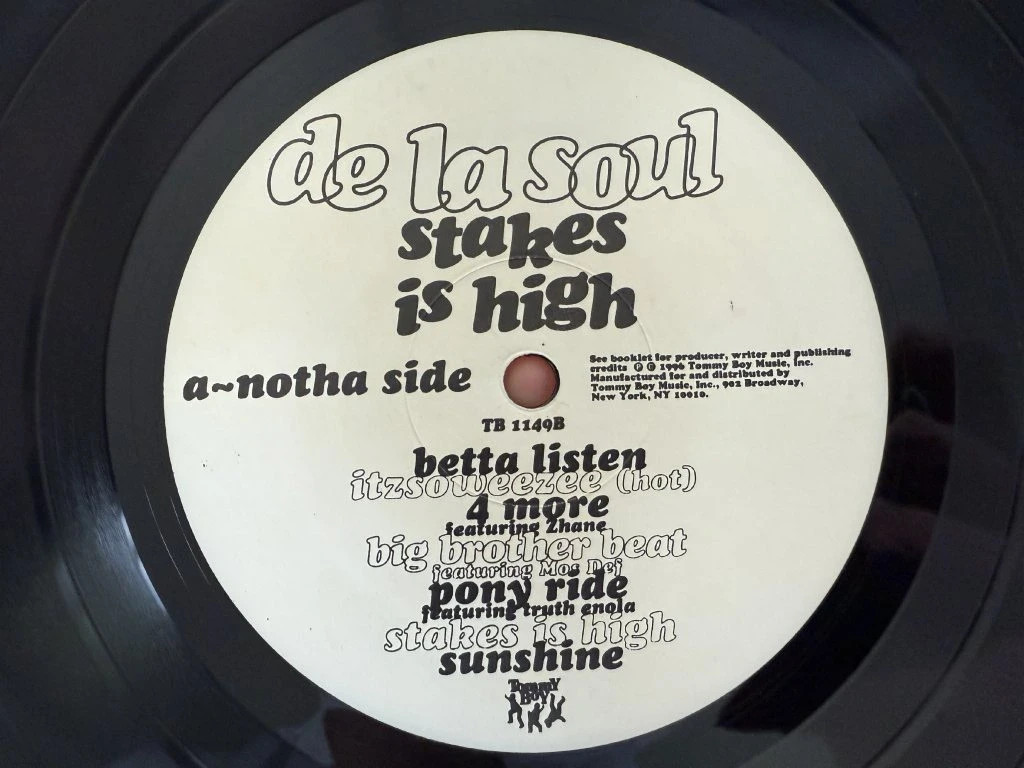 de la soul
stakes
is high
a~notha side
See booklet for producer, writer and publishing
credits Ⓟ © 1996 Tommy Boy Music, Inc.
Manufactured for and distributed by
Tommy Boy Music, Inc., 902 Broadway,
New York, NY 10010.
TB 1149B
betta listen
itzsoweezee (hot)
4 more
featuring Zhane
big brother beat
featuring Mos Def
pony ride
featuring truth enola
stakes is high
sunshine
Tommy
Boy